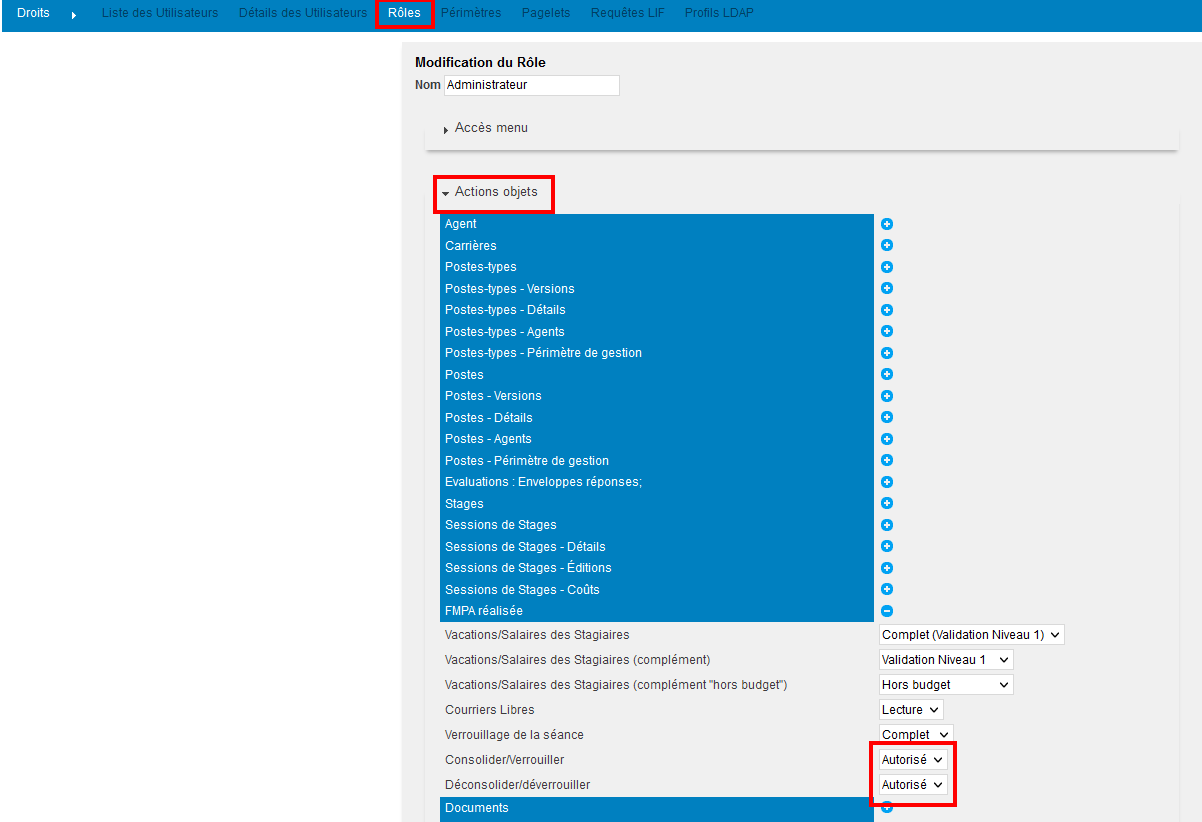 Droits Liste des Utilisateurs Détails des Utilisateurs Rôles Périmètres Pagelets Requêtes LIF Profils LDAP
Modification du Rôle
Nom Administrateur
Accès menu
Actions objets
Agent
Carrières
Postes-types
Postes-types - Versions
Postes-types - Détails
Postes-types - Agents
Postes-types - Périmètre de gestion
Postes
Postes - Versions
Postes - Détails
Postes - Agents
Postes - Périmètre de gestion
Evaluations : Enveloppes réponses;
Stages
Sessions de Stages
Sessions de Stages - Détails
Sessions de Stages - Éditions
Sessions de Stages - Coûts
FMPA réalisée
Vacations/Salaires des Stagiaires Complet (Validation Niveau 1)
Vacations/Salaires des Stagiaires (complément) Validation Niveau 1
Vacations/Salaires des Stagiaires (complément "hors budget") Hors budget
Courriers Libres Lecture
Verrouillage de la séance Complet
Consolider/Verrouiller Autorisé
Déconsolider/déverrouiller Autorisé
Documents